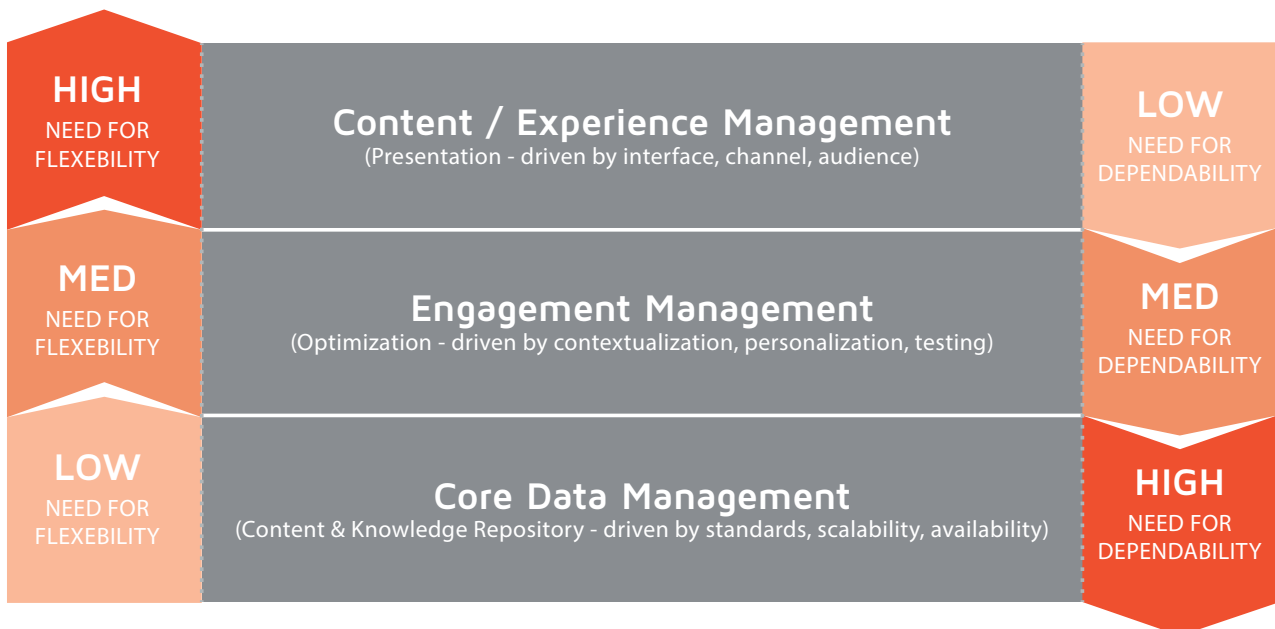 HIGH
NEED FOR
FLEXEBILITY
Content / Experience Management
(Presentation - driven by interface, channel, audience)
LOW
NEED FOR
DEPENDABILITY
MED
NEED FOR
FLEXEBILITY
Engagement Management
(Optimization - driven by contextualization, personalization, testing)
MED
NEED FOR
DEPENDABILITY
LOW
NEED FOR
FLEXEBILITY
Core Data Management
(Content & Knowledge Repository - driven by standards, scalability, availability)
HIGH
NEED FOR
DEPENDABILITY